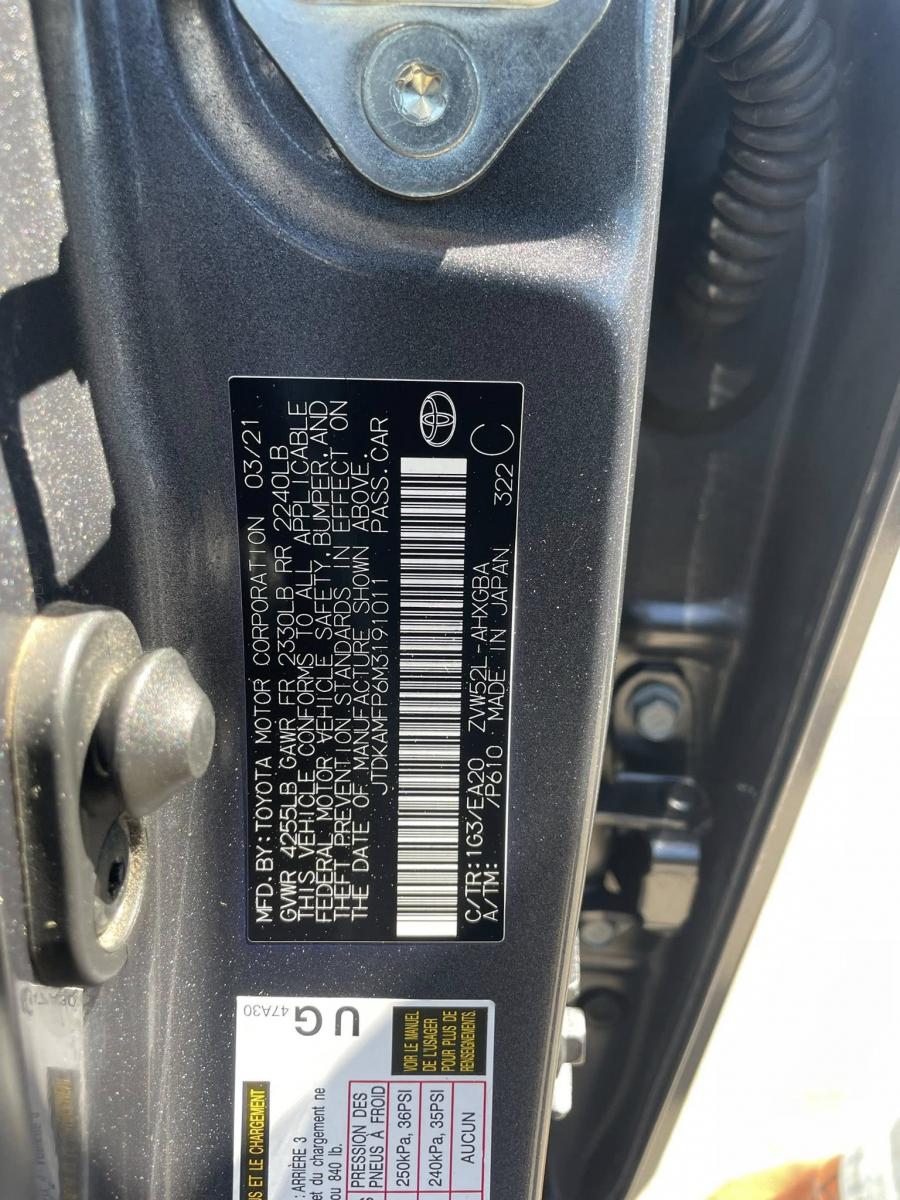 MFD.BY:TOYOTA MOTOR CORPORATION 03/21
GVWR 4255LB GAWR FR 2330LB RR 2240LB
THIS VEHICLE CONFORMS TO ALL APPLICABLE
FEDERAL MOTOR VEHICLE SAFETY,BUMPER,AND
THEFT PREVENTION STANDARDS IN EFFECT ON
THE DATE OF MANUFACTURE SHOWN ABOVE.
JTDKAMFP6M3191011 PASS.CAR
C/TR:1G3/EA20 ZVW52L-AHXGBA 322
A/TM: /P610 MADE IN JAPAN C
47A30
UG
VOIR LE MANUEL
DE L'USAGER
POUR PLUS DE
RENSEIGNEMENTS.
ET LE CHARGEMENT
: ARRIÈRE 3
et du chargement ne
ou 840 lb.
PRESSION DES
PNEUS À FROID
250kPa, 36PSI
240kPa, 35PSI
AUCUN